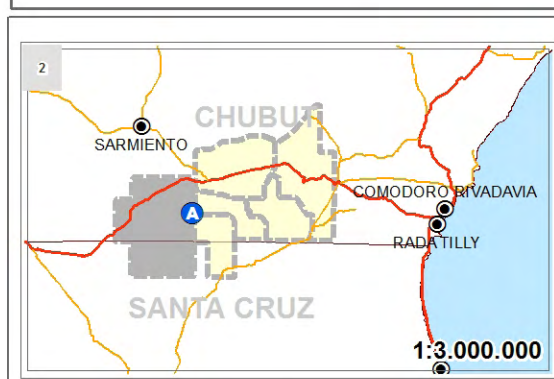 2
CHUBUT
SARMIENTO
COMODORO RIVADAVIA
A
RADA TILLY
SANTA CRUZ
1:3.000.000